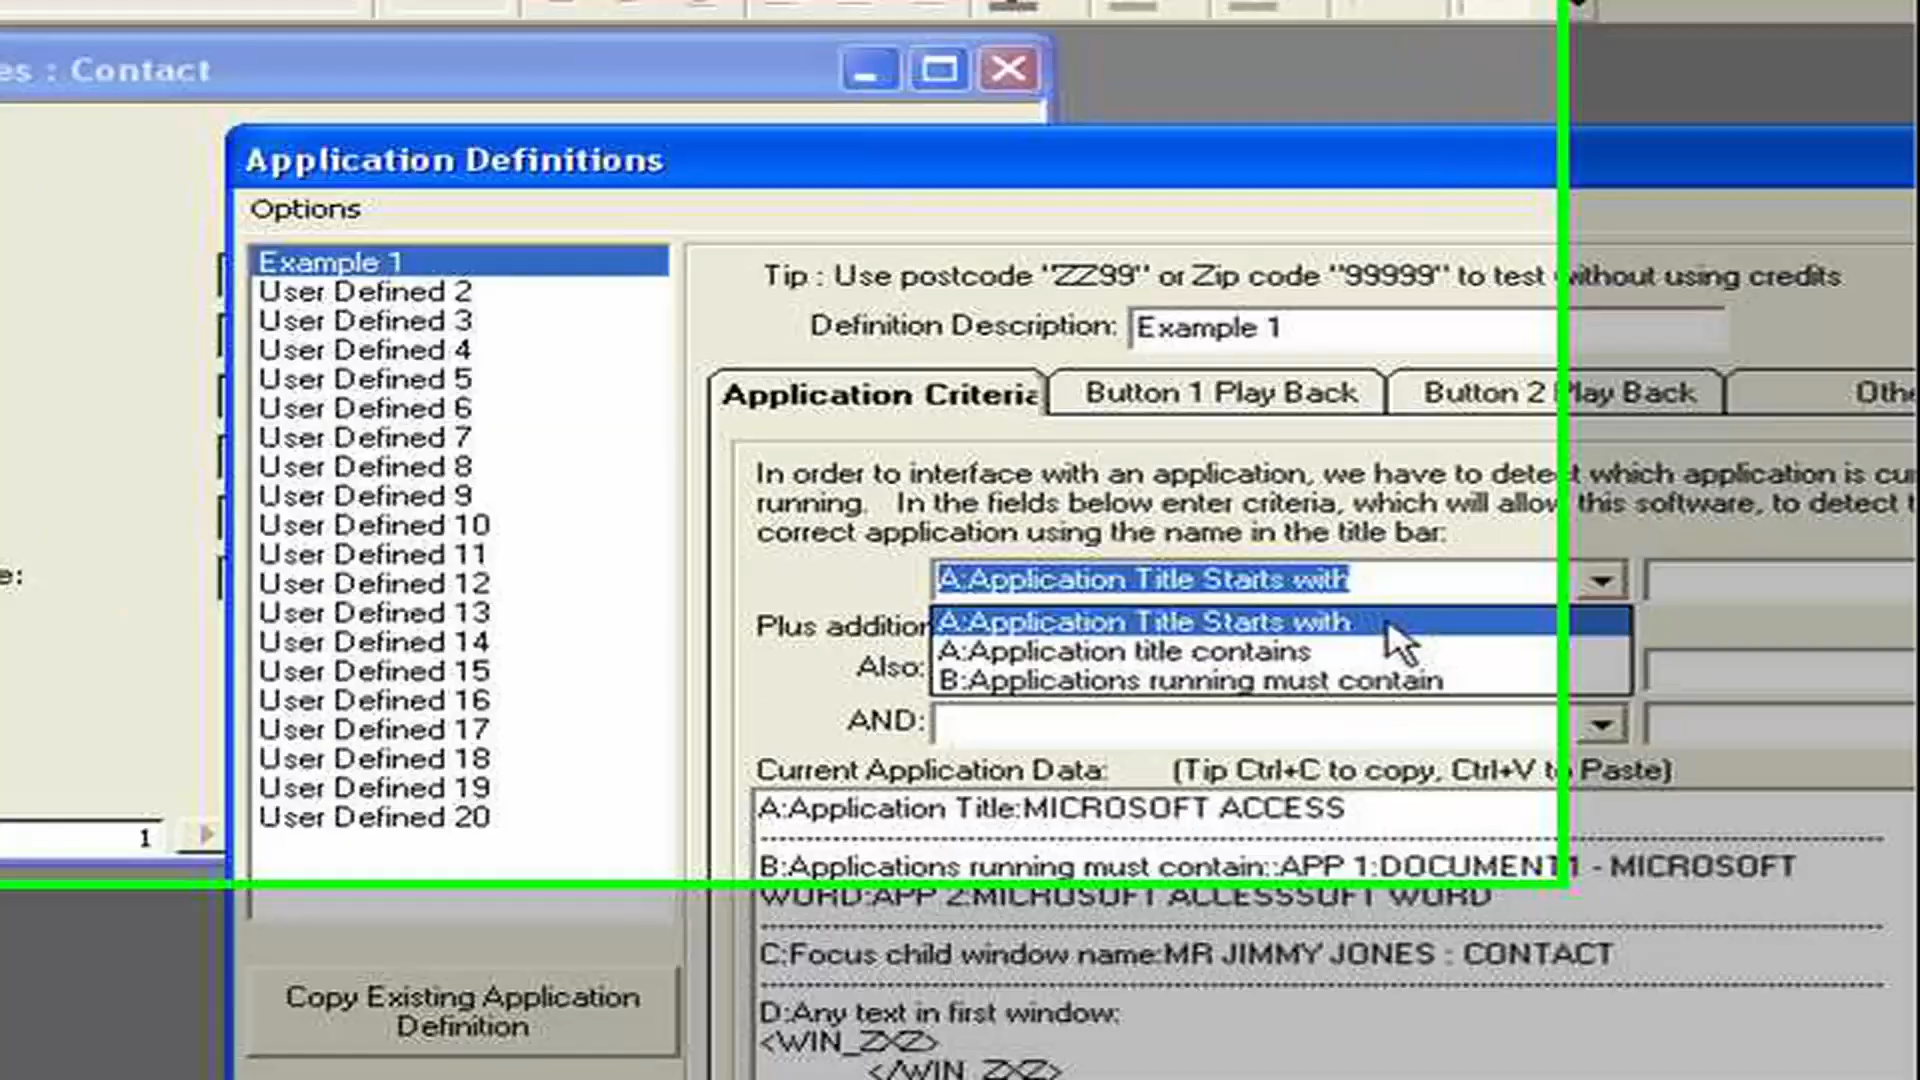 es : Contact
Application Definitions
Options
Example 1
User Defined 2
User Defined 3
User Defined 4
User Defined 5
User Defined 6
User Defined 7
User Defined 8
User Defined 9
User Defined 10
User Defined 11
User Defined 12
User Defined 13
User Defined 14
User Defined 15
User Defined 16
User Defined 17
User Defined 18
User Defined 19
User Defined 20
Copy Existing Application
Definition
e:
1
Tip : Use postcode "ZZ99" or Zip code "99999" to test without using credits
Definition Description: Example 1
Application Criteria Button 1 Play Back Button 2 Play Back Othe
In order to interface with an application, we have to detect which application is cur
running. In the fields below enter criteria, which will allow this software, to detect t
correct application using the name in the title bar:
A:Application Title Starts with
Plus addition
A:Application Title Starts with
A:Application title contains
Also:
B:Applications running must contain
AND:
Current Application Data: (Tip Ctrl+C to copy, Ctrl+V to Paste)
A:Application Title:MICROSOFT ACCESS
B:Applications running must contain::APP 1:DOCUMENT1 - MICROSOFT
WORD:APP 2:MICROSOFT ACCESSSOFT WORD
C:Focus child window name:MR JIMMY JONES : CONTACT
D:Any text in first window:
<WIN_ZXZ>
</WIN_ZXZ>